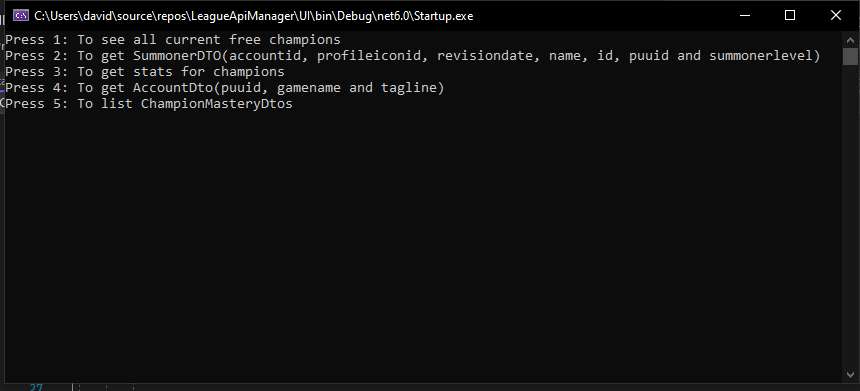 C:\Users\david\source\repos\LeagueApiManager\UI\bin\Debug\net6.0\Startup.exe
Press 1: To see all current free champions
Press 2: To get SummonerDTO(accountid, profileiconid, revisiondate, name, id, puuid and summonerlevel)
Press 3: To get stats for champions
Press 4: To get AccountDto(puuid, gamename and tagline)
Press 5: To list ChampionMasteryDtos
27